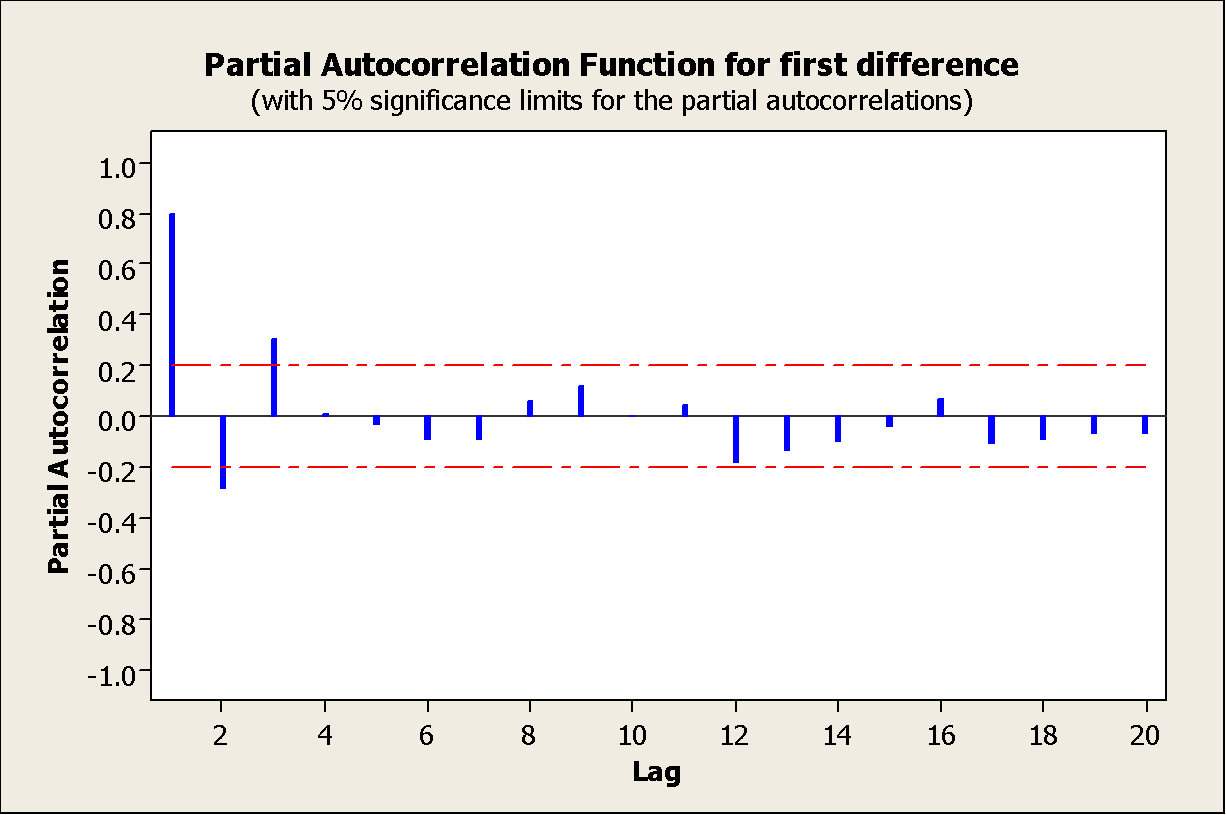 Partial Autocorrelation Function for first difference
(with 5% significance limits for the partial autocorrelations)
Partial Autocorrelation
1.0
0.8
0.6
0.4
0.2
0.0
-0.2
-0.4
-0.6
-0.8
-1.0
2 4 6 8 10 12 14 16 18 20
Lag